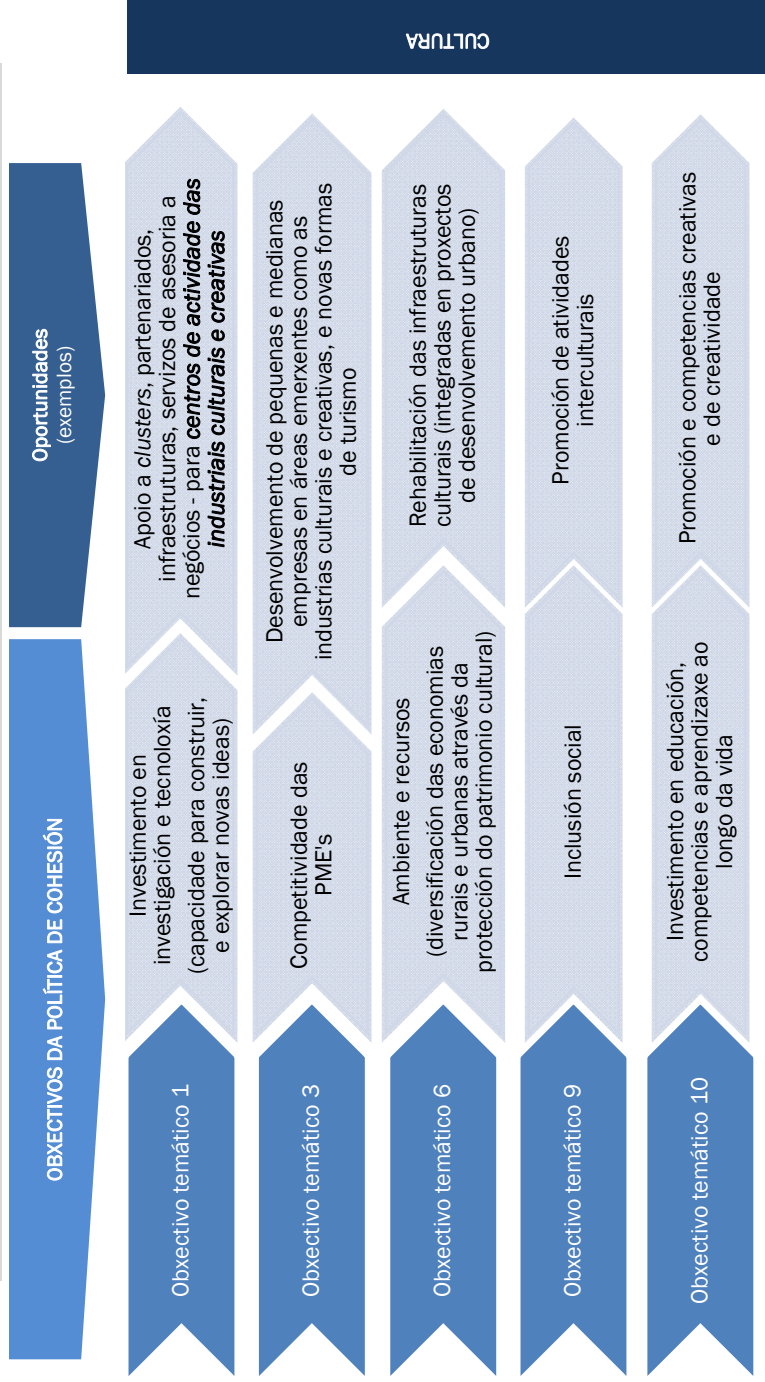 OBXECTIVOS DA POLÍTICA DE COHESIÓN
Oportunidades
(exemplos)
Obxectivo temático 1
Investimento en
investigación e tecnoloxía
(capacidade para construir,
e explorar novas ideas)
Apoio a clusters, partenariados,
infraestruturas, servizos de asesoria a
negócios - para centros de actividade das
industriais culturais e creativas
Obxectivo temático 3
Competitividade das
PME's
Desenvolvemento de pequenas e medianas
empresas en áreas emerxentes como as
industrias culturais e creativas, e novas formas
de turismo
Obxectivo temático 6
Ambiente e recursos
(diversificación das economias
rurais e urbanas através da
protección do patrimonio cultural)
Rehabilitación das infraestruturas
culturais (integradas en proxectos
de desenvolvemento urbano)
Obxectivo temático 9
Inclusión social
Promoción de atividades
interculturais
Obxectivo temático 10
Investimento en educación,
competencias e aprendizaxe ao
longo da vida
Promoción e competencias creativas
e de creatividade
CULTURA